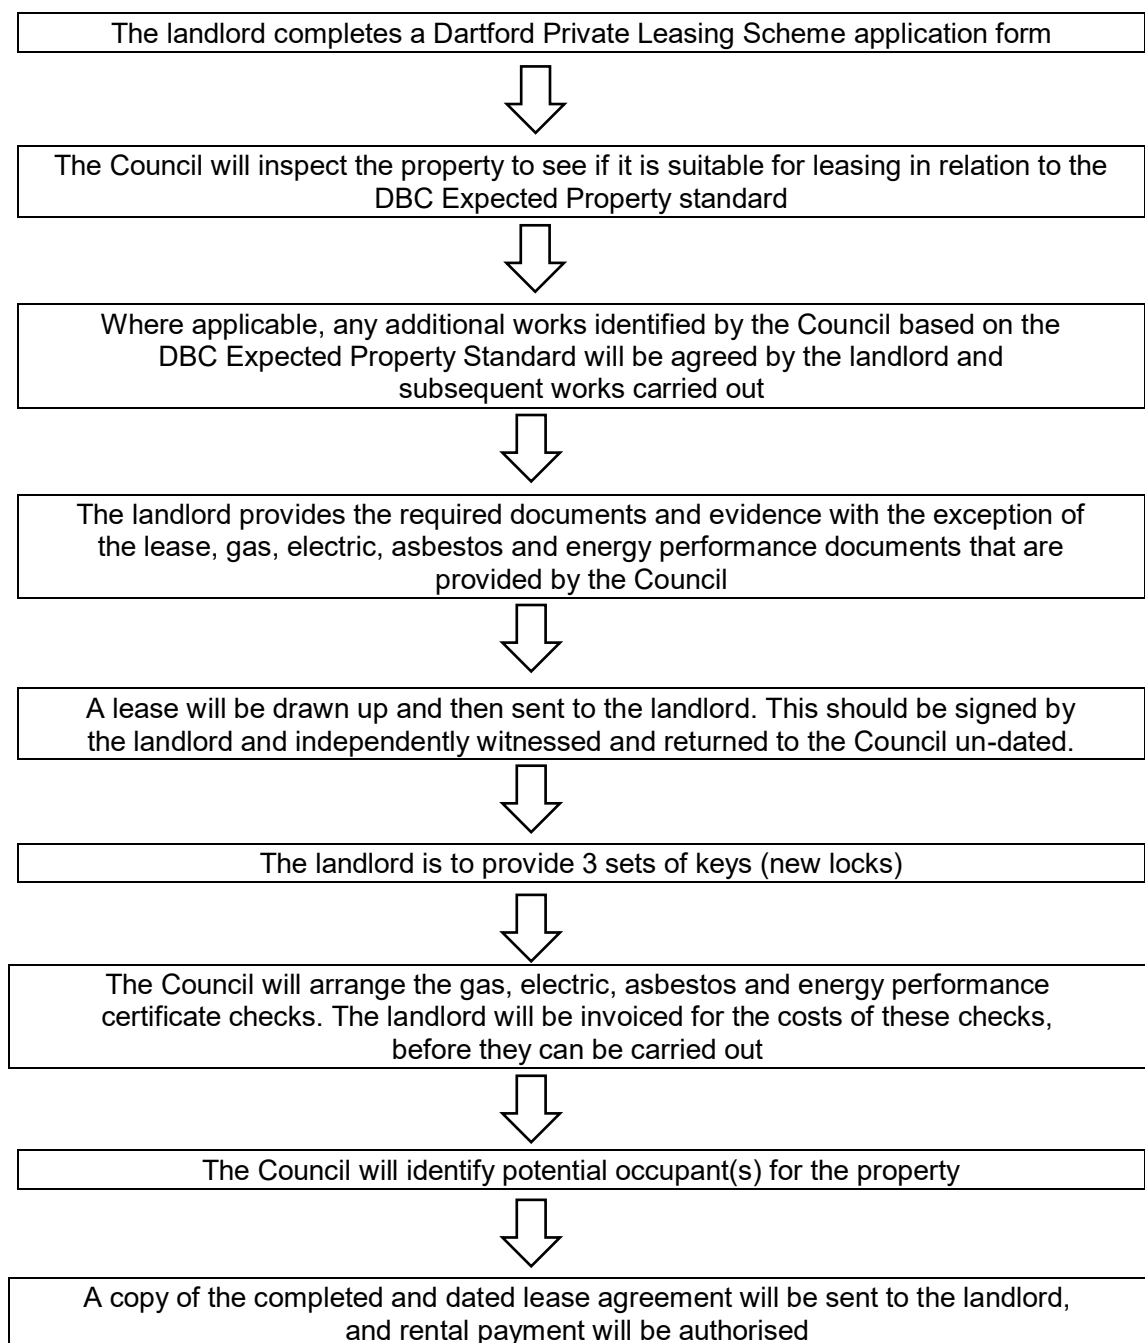 The landlord completes a Dartford Private Leasing Scheme application form
The Council will inspect the property to see if it is suitable for leasing in relation to the
DBC Expected Property standard
Where applicable, any additional works identified by the Council based on the
DBC Expected Property Standard will be agreed by the landlord and
subsequent works carried out
The landlord provides the required documents and evidence with the exception of
the lease, gas, electric, asbestos and energy performance documents that are
provided by the Council
A lease will be drawn up and then sent to the landlord. This should be signed by
the landlord and independently witnessed and returned to the Council un-dated.
The landlord is to provide 3 sets of keys (new locks)
The Council will arrange the gas, electric, asbestos and energy performance
certificate checks. The landlord will be invoiced for the costs of these checks,
before they can be carried out
The Council will identify potential occupant(s) for the property
A copy of the completed and dated lease agreement will be sent to the landlord,
and rental payment will be authorised